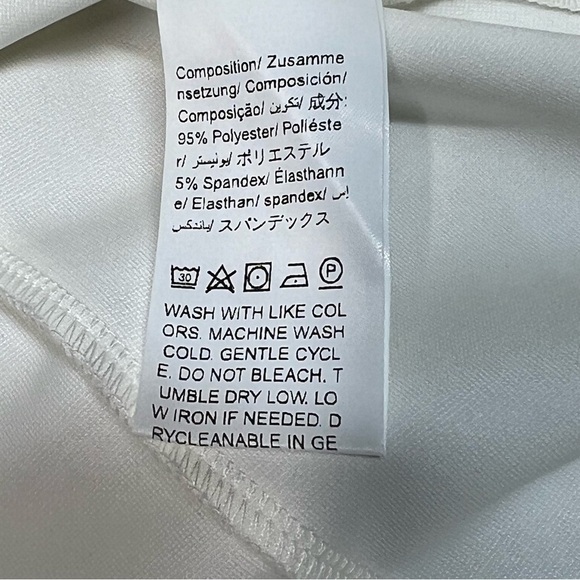 Composition/ Zusamme
nsetzung/ Composición/
Composição/ تكوين/ 成分:
95% Polyester/ Poliéste
r/ بوليستر/ ポリエステル
5% Spandex/ Élasthann
e/ Elasthan/ spandex/ إس
باندكس/ スパンデックス
30 P
WASH WITH LIKE COL
ORS. MACHINE WASH
COLD. GENTLE CYCL
E. DO NOT BLEACH. T
UMBLE DRY LOW. LO
W IRON IF NEEDED. D
RYCLEANABLE IN GE